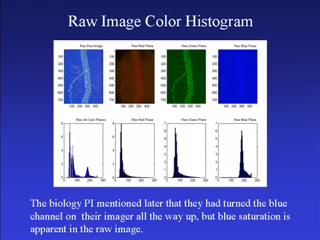 Raw Image Color Histogram
Raw Red Plane
Raw Green Plane
Raw Blue Plane
Raw All Color Planes
Raw Red Plane
Raw Green Plane
Raw Blue Plane
The biology PI mentioned later that they had turned the blue
channel on their imager all the way up, but blue saturation is
apparent in the raw image.